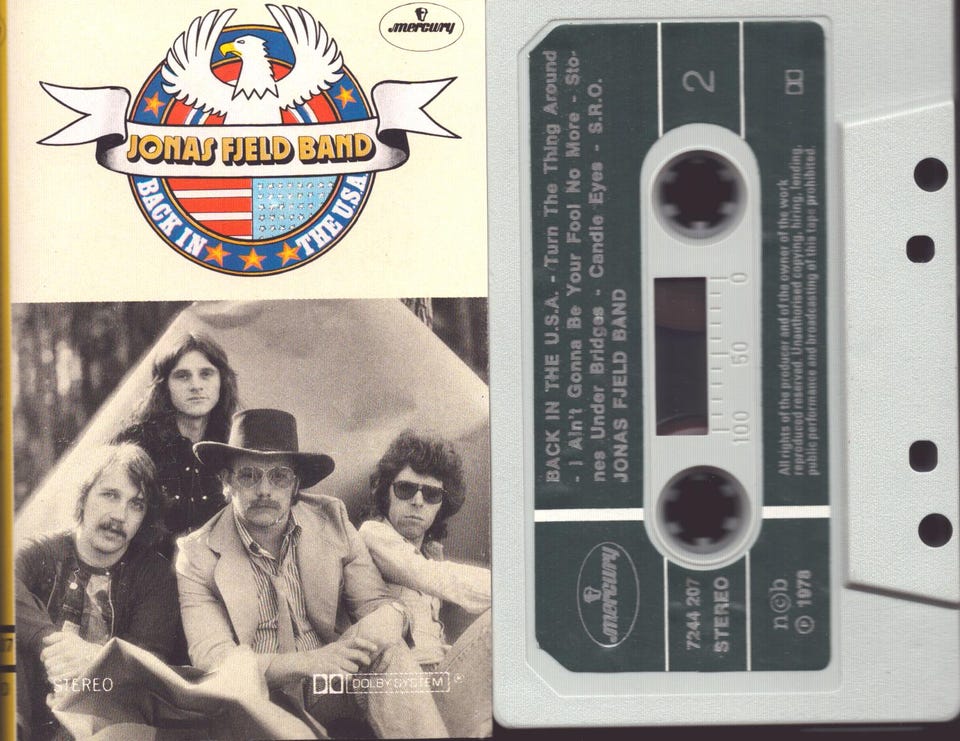 mercury
JONAS FJELD BAND
BACK IN THE U.S.A.
STEREO
DOLBY SYSTEM
2
BACK IN THE U.S.A. - Turn The Thing Around
- I Ain't Gonna Be Your Fool No More - Sto-
nes Under Bridges - Candle Eyes - S.R.O.
JONAS FJELD BAND
0 50 100
All rights of the producer and of the owner of the work
reproduced reserved. Unauthorised copying, hiring, lending,
public performance and broadcasting of this tape prohibited.
mercury
7244 207
STEREO
n©b
℗ 1978